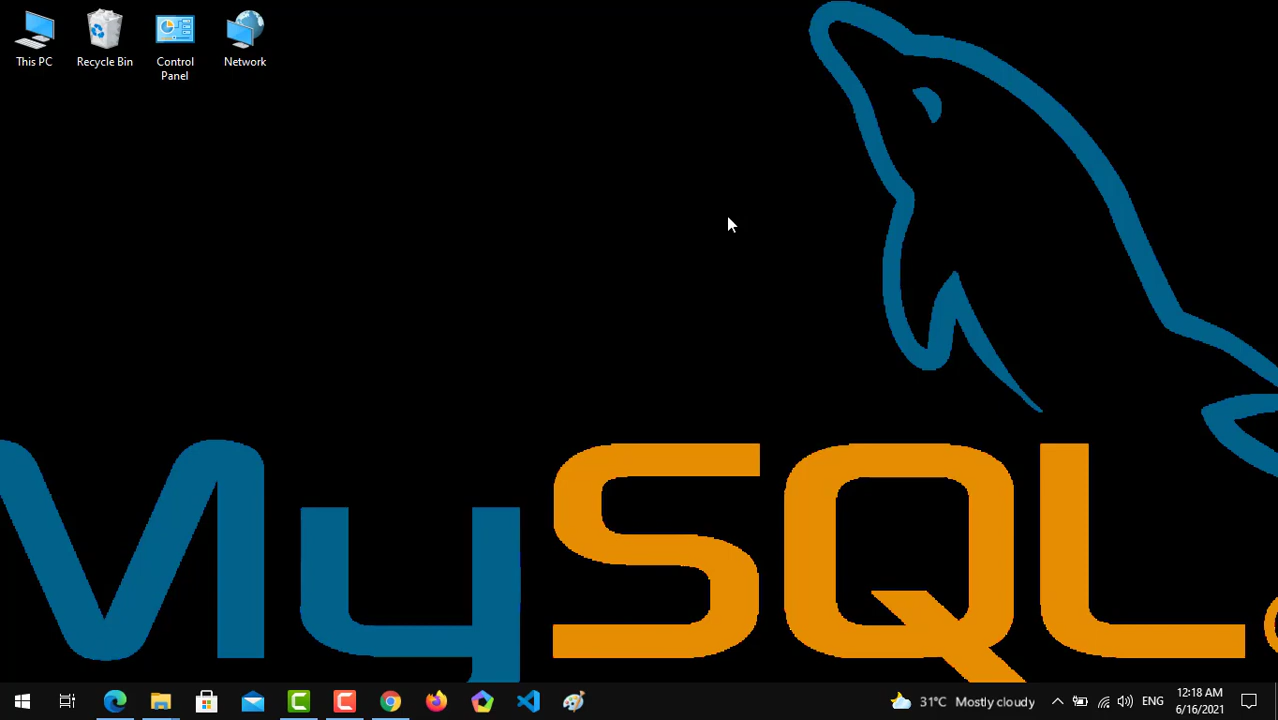 This PC
Recycle Bin
Control
Panel
Network
MySQL
31°C Mostly cloudy
ENG
12:18 AM
6/16/2021